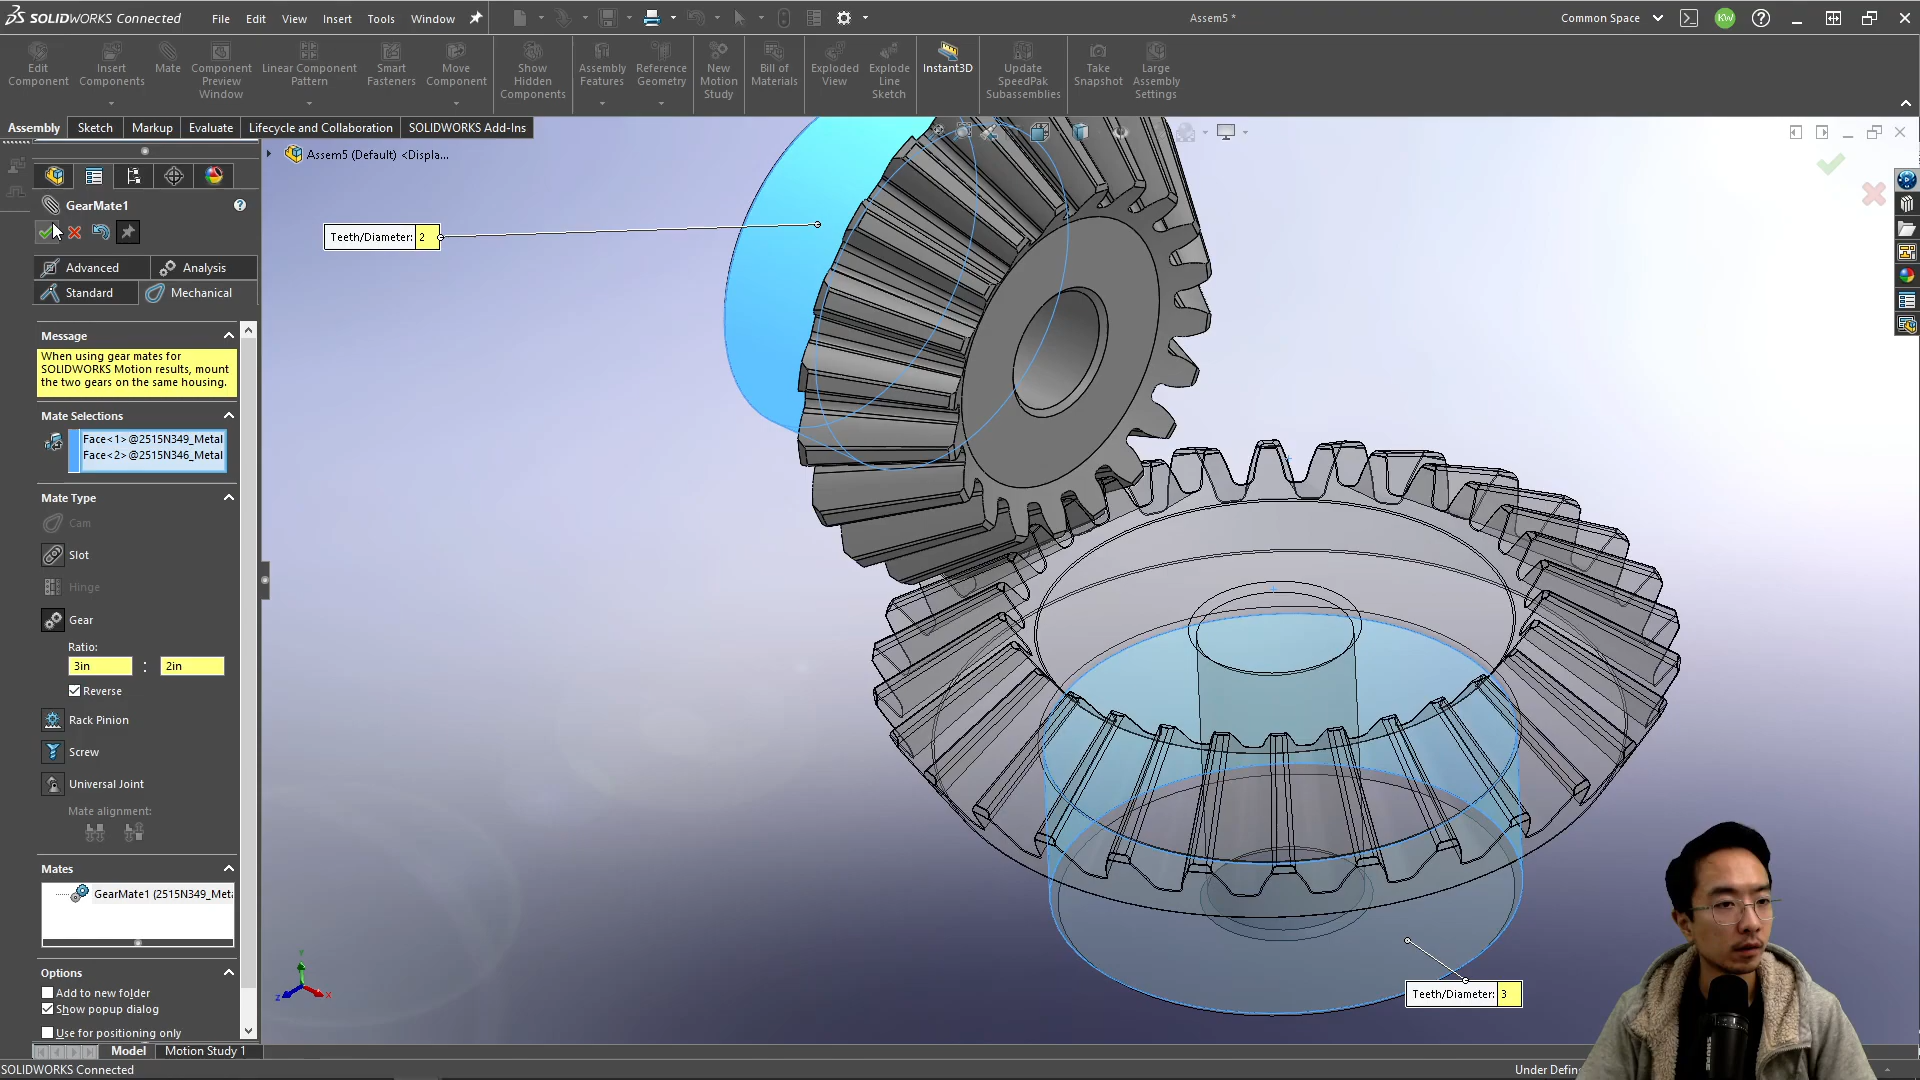 SOLIDWORKS Connected
File
Edit
View
Insert
Tools
Window
Assem5 *
Common Space
KW
Edit
Component
Insert
Components
Mate
Component
Preview
Window
Linear Component
Pattern
Smart
Fasteners
Move
Component
Show
Hidden
Components
Assembly
Features
Reference
Geometry
New
Motion
Study
Bill of
Materials
Exploded
View
Explode
Line
Sketch
Instant3D
Update
SpeedPak
Subassemblies
Take
Snapshot
Large
Assembly
Settings
Assembly
Sketch
Markup
Evaluate
Lifecycle and Collaboration
SOLIDWORKS Add-Ins
Assem5 (Default) <Displa...
GearMate1
Advanced
Analysis
Standard
Mechanical
Message
When using gear mates for
SOLIDWORKS Motion results, mount
the two gears on the same housing.
Mate Selections
Face<1>@2515N349_Metal
Face<2>@2515N346_Metal
Mate Type
Cam
Slot
Hinge
Gear
Ratio:
3in : 2in
Reverse
Rack Pinion
Screw
Universal Joint
Mate alignment:
Mates
GearMate1 (2515N349_Meta
Options
Add to new folder
Show popup dialog
Use for positioning only
Teeth/Diameter: 2
Teeth/Diameter: 3
Y
Z
X
Model
Motion Study 1
SOLIDWORKS Connected
Under Defin
SHURE